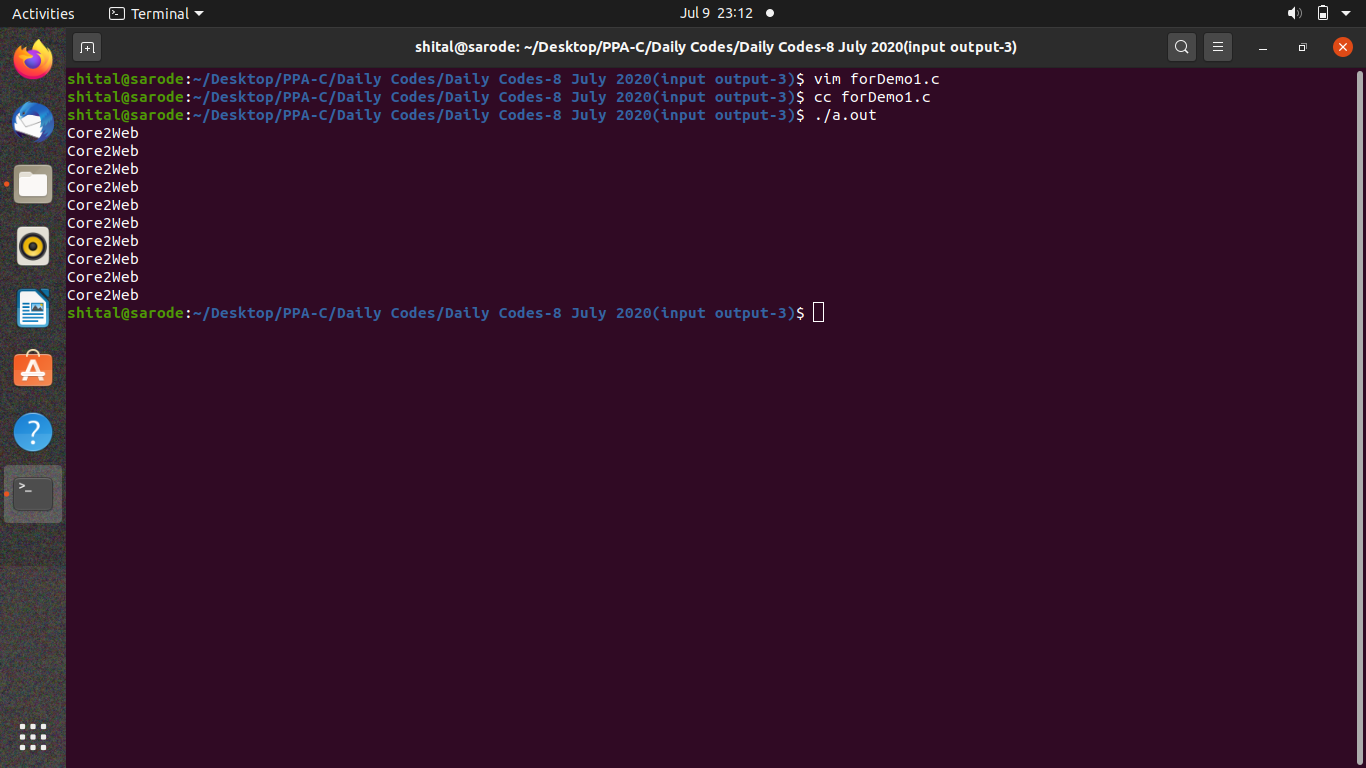 Activities Terminal Jul 9 23:12
shital@sarode: ~/Desktop/PPA-C/Daily Codes/Daily Codes-8 July 2020(input output-3)
shital@sarode:~/Desktop/PPA-C/Daily Codes/Daily Codes-8 July 2020(input output-3)$ vim forDemo1.c
shital@sarode:~/Desktop/PPA-C/Daily Codes/Daily Codes-8 July 2020(input output-3)$ cc forDemo1.c
shital@sarode:~/Desktop/PPA-C/Daily Codes/Daily Codes-8 July 2020(input output-3)$ ./a.out
Core2Web
Core2Web
Core2Web
Core2Web
Core2Web
Core2Web
Core2Web
Core2Web
Core2Web
Core2Web
shital@sarode:~/Desktop/PPA-C/Daily Codes/Daily Codes-8 July 2020(input output-3)$